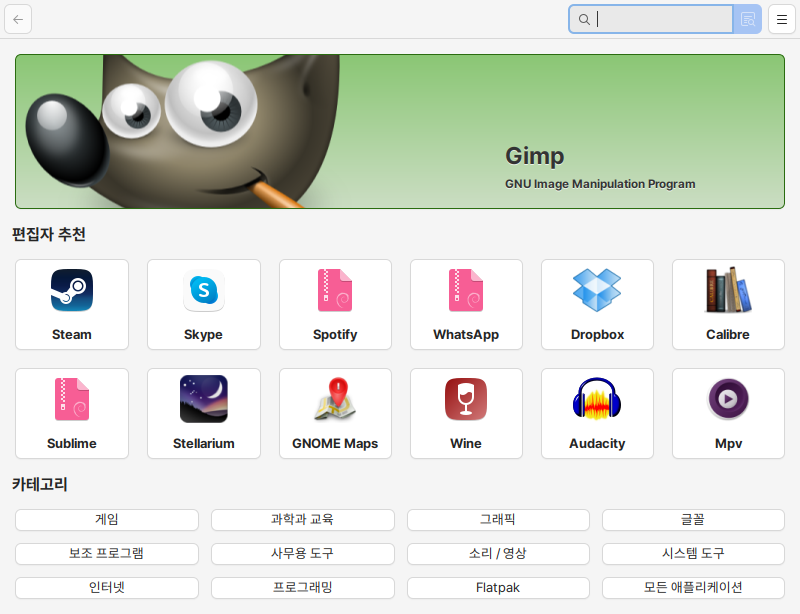 Gimp
GNU Image Manipulation Program
편집자 추천
Steam
Skype
Spotify
WhatsApp
Dropbox
Calibre
Sublime
Stellarium
GNOME Maps
Wine
Audacity
Mpv
카테고리
게임
과학과 교육
그래픽
글꼴
보조 프로그램
사무용 도구
소리 / 영상
시스템 도구
인터넷
프로그래밍
Flatpak
모든 애플리케이션